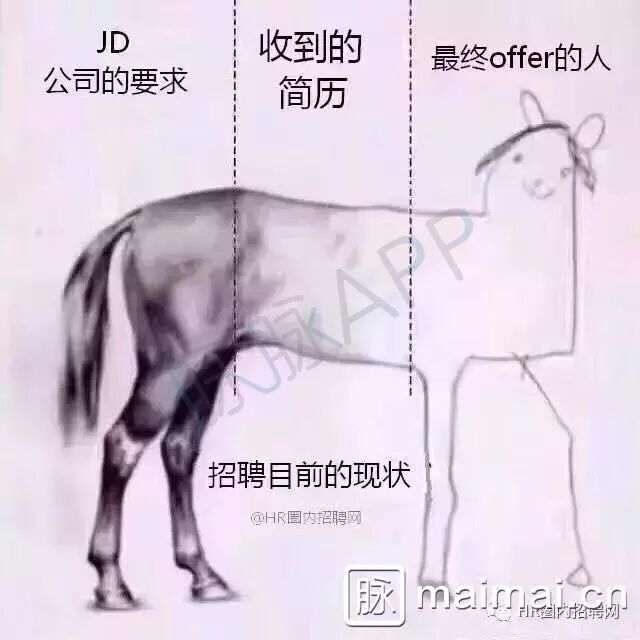 JD
公司的要求
收到的
简历
最终offer的人
脉脉APP
招聘目前的现状
@HR圈内招聘网
脉 maimai.cn
HR圈内招聘网